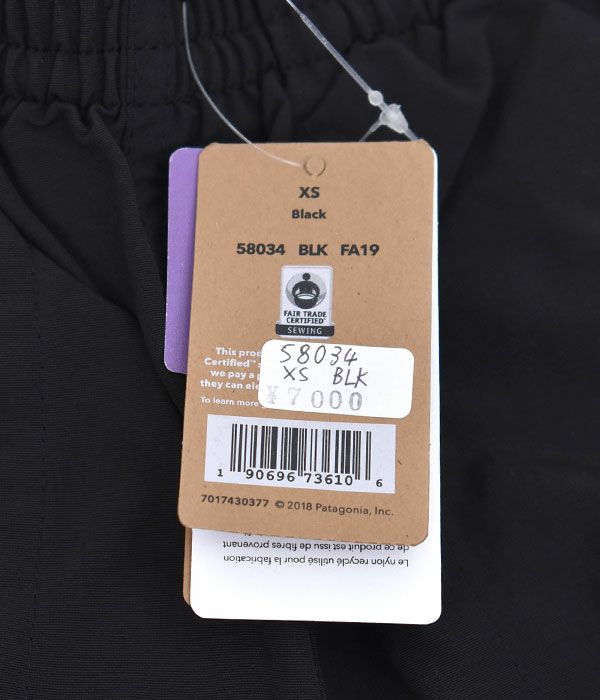 XS
Black
58034 BLK FA19
FAIR TRADE
CERTIFIED™
SEWING
This prod
Certified™ s
we pay a p
they can ele
To learn more
58034
XS BLK
¥7000
1 90696 73610 6
7017430377 © 2018 Patagonia, Inc.
Le nylon recyclé utilisé pour la fabrication
de ce produit est issu de fibres provenant